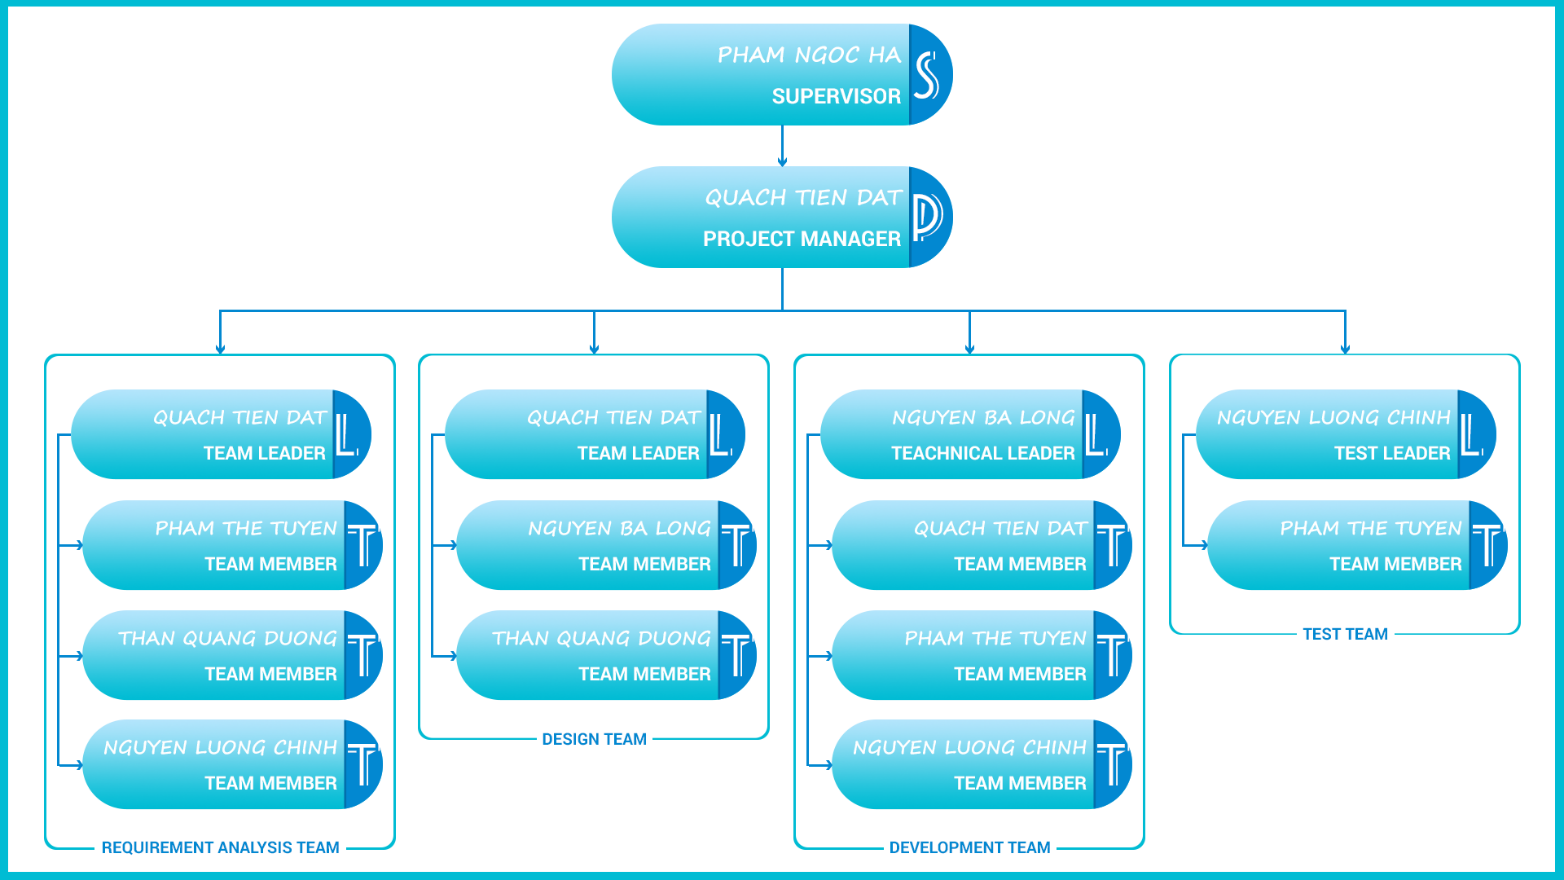 PHAM NGOC HA
SUPERVISOR
S
QUACH TIEN DAT
PROJECT MANAGER
P
QUACH TIEN DAT
TEAM LEADER
L
PHAM THE TUYEN
TEAM MEMBER
T
THAN QUANG DUONG
TEAM MEMBER
T
NGUYEN LUONG CHINH
TEAM MEMBER
T
REQUIREMENT ANALYSIS TEAM
QUACH TIEN DAT
TEAM LEADER
L
NGUYEN BA LONG
TEAM MEMBER
T
THAN QUANG DUONG
TEAM MEMBER
T
DESIGN TEAM
NGUYEN BA LONG
TEACHNICAL LEADER
L
QUACH TIEN DAT
TEAM MEMBER
T
PHAM THE TUYEN
TEAM MEMBER
T
NGUYEN LUONG CHINH
TEAM MEMBER
T
DEVELOPMENT TEAM
NGUYEN LUONG CHINH
TEST LEADER
L
PHAM THE TUYEN
TEAM MEMBER
T
TEST TEAM